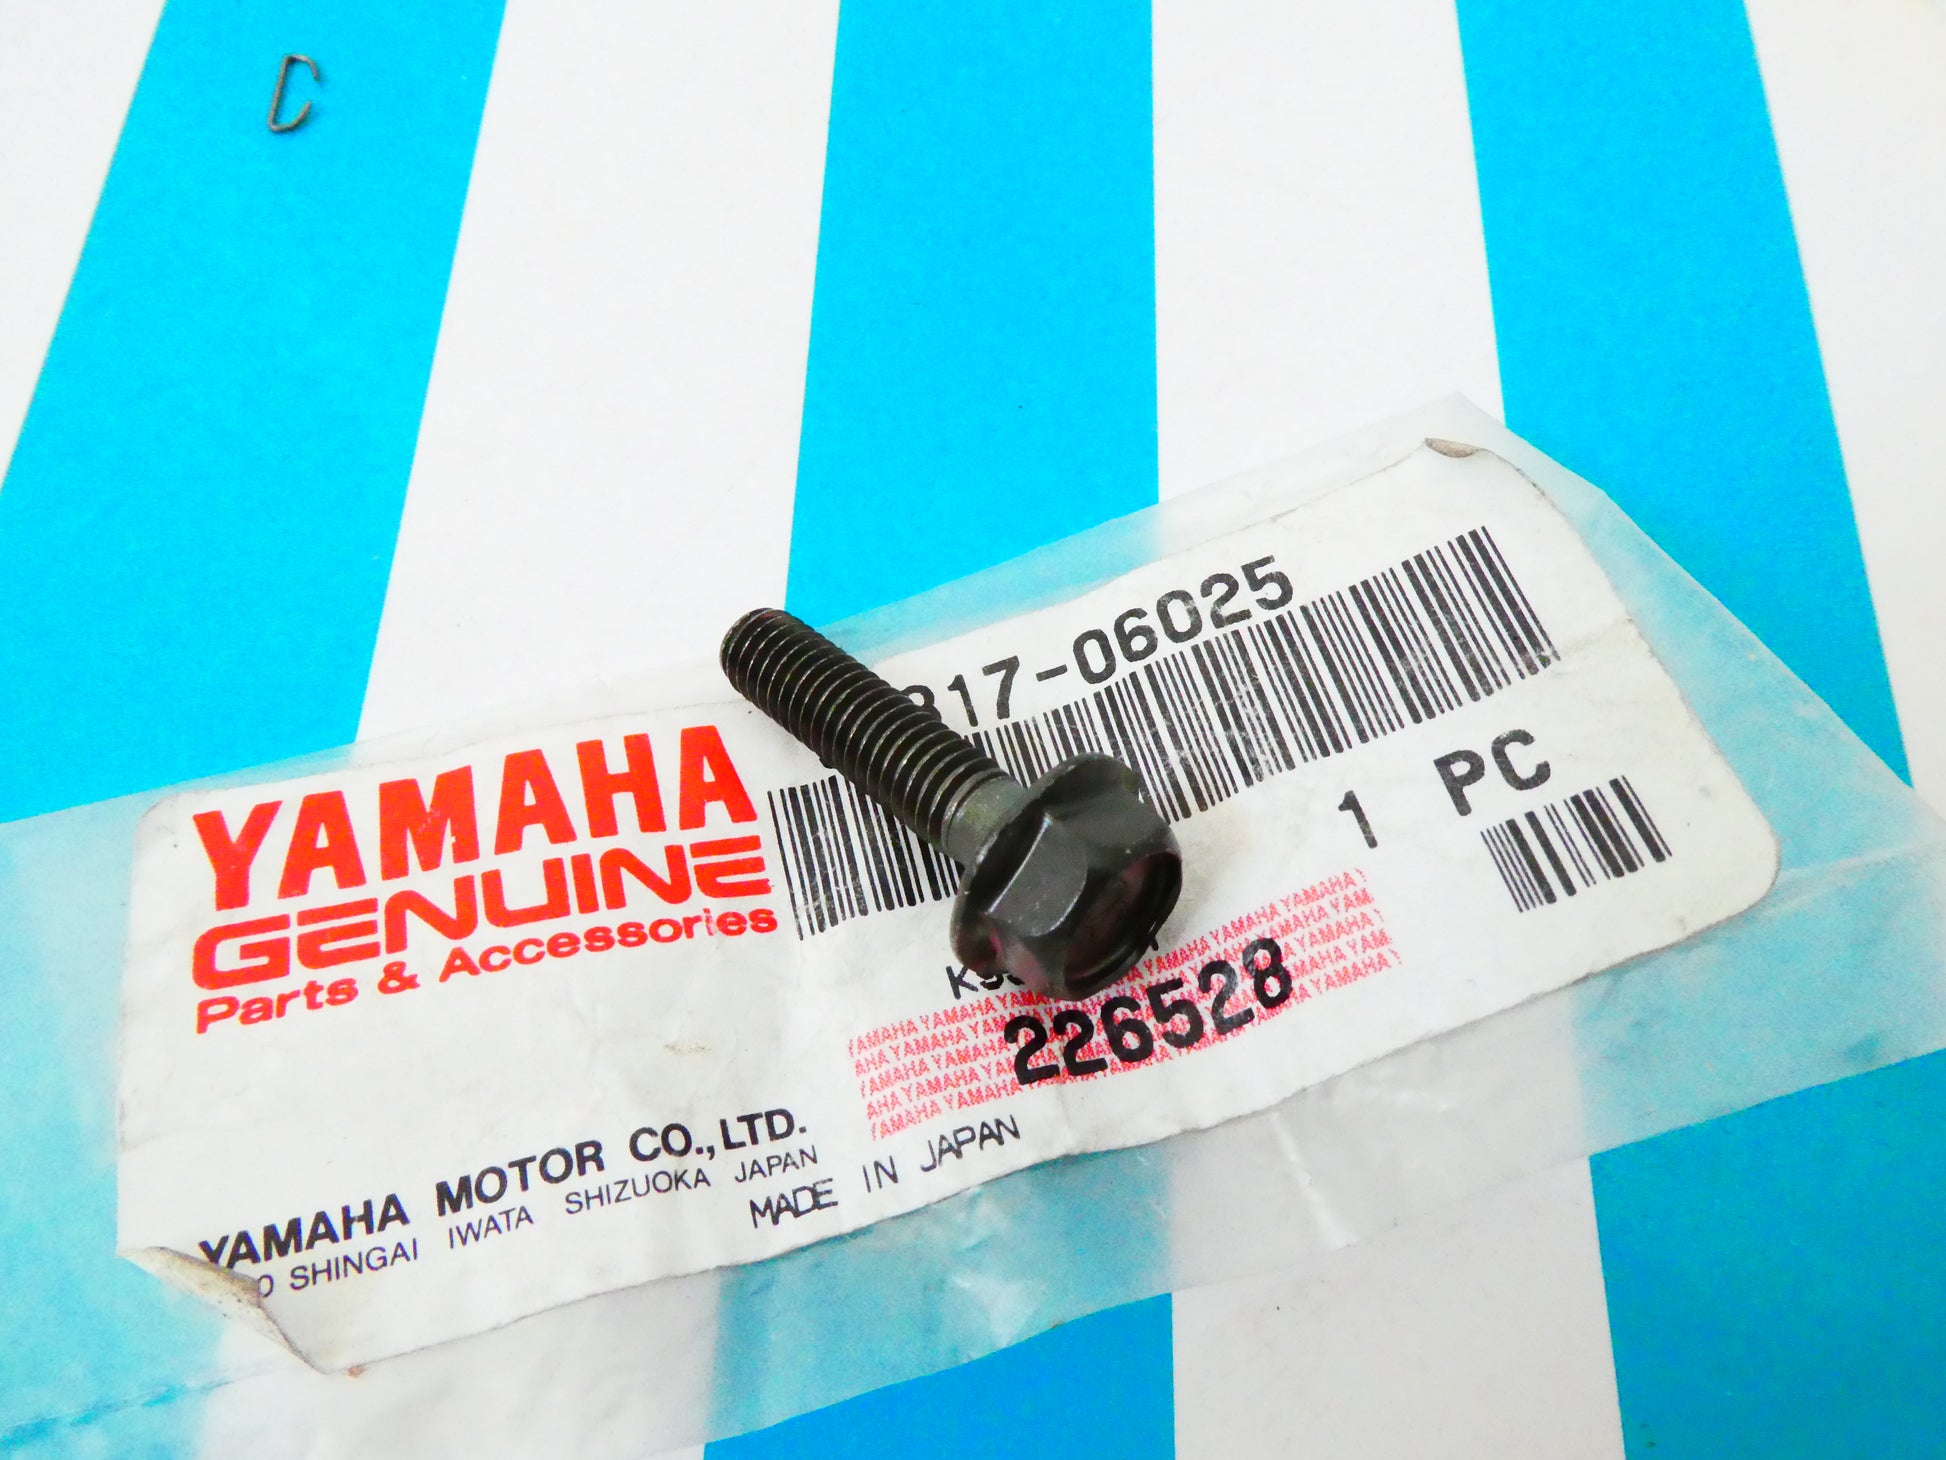 17-06025
1 PC
YAMAHA
GENUINE
Parts & Accessories
226528
YAMAHA MOTOR CO.,LTD.
SHINGAI IWATA SHIZUOKA JAPAN
MADE IN JAPAN